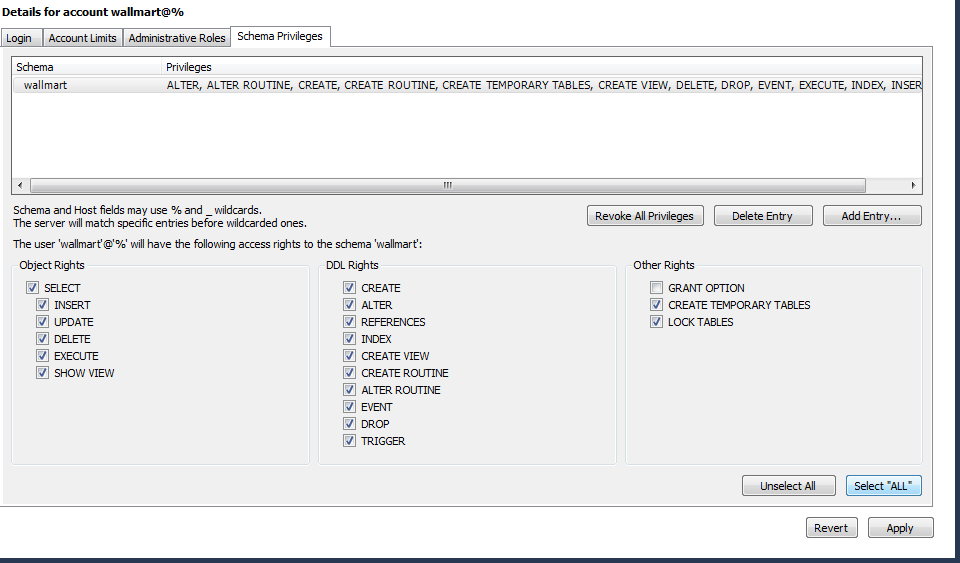 Details for account wallmart@%
Login Account Limits Administrative Roles Schema Privileges
Schema Privileges
wallmart ALTER, ALTER ROUTINE, CREATE, CREATE ROUTINE, CREATE TEMPORARY TABLES, CREATE VIEW, DELETE, DROP, EVENT, EXECUTE, INDEX, INSER
Schema and Host fields may use % and _ wildcards.
The server will match specific entries before wildcarded ones.
Revoke All Privileges Delete Entry Add Entry...
The user 'wallmart'@'%' will have the following access rights to the schema 'wallmart':
Object Rights
SELECT
INSERT
UPDATE
DELETE
EXECUTE
SHOW VIEW
DDL Rights
CREATE
ALTER
REFERENCES
INDEX
CREATE VIEW
CREATE ROUTINE
ALTER ROUTINE
EVENT
DROP
TRIGGER
Other Rights
GRANT OPTION
CREATE TEMPORARY TABLES
LOCK TABLES
Unselect All Select "ALL"
Revert Apply